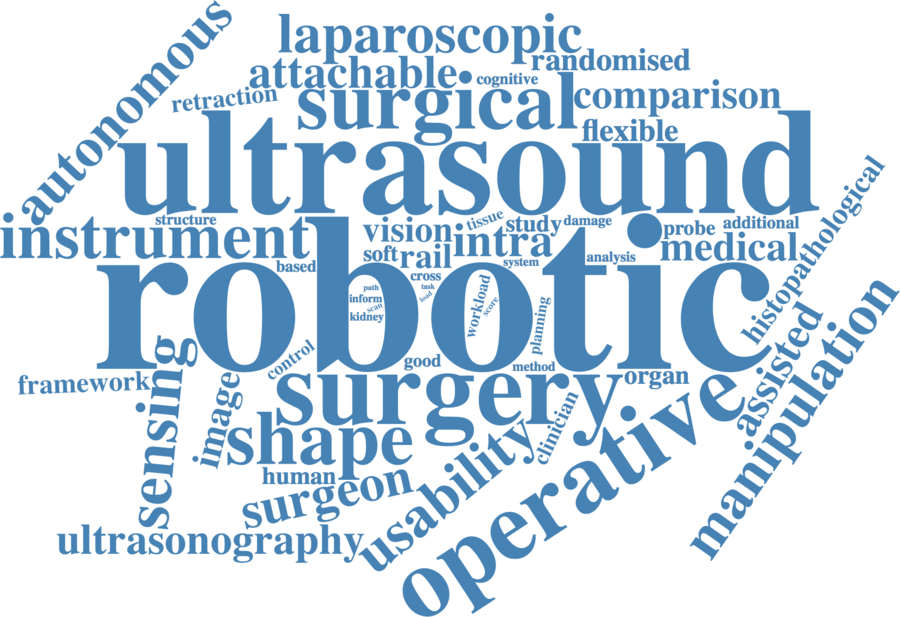 autonomous
laparoscopic
randomised
attachable
cognitive
retraction
surgical
comparison
flexible
ultrasound
histopathological
structure
instrument
vision
tissue
study
damage
probe
additional
intra
medical
soft
rail
based
system
analysis
cross
robotic
path
task
load
inform
scan
kidney
workload
score
planning
control
good
method
framework
sensing
image
surgery
organ
assisted
manipulation
shape
clinician
operative
human
surgeon
usability
ultrasonography